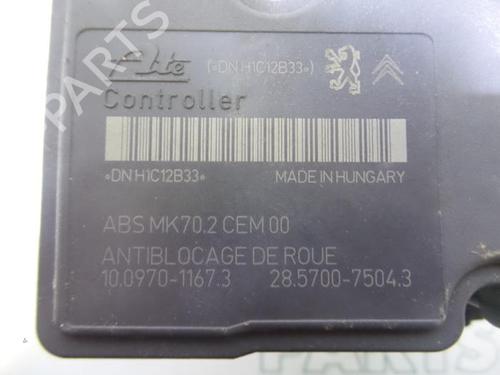 Ate («DN H1C12B33»)
Controller
«DN H1C12B33» MADE IN HUNGARY
ABS MK70.2 CEM 00
ANTIBLOCAGE DE ROUE
10.0970-1167.3 28.5700-7504.3